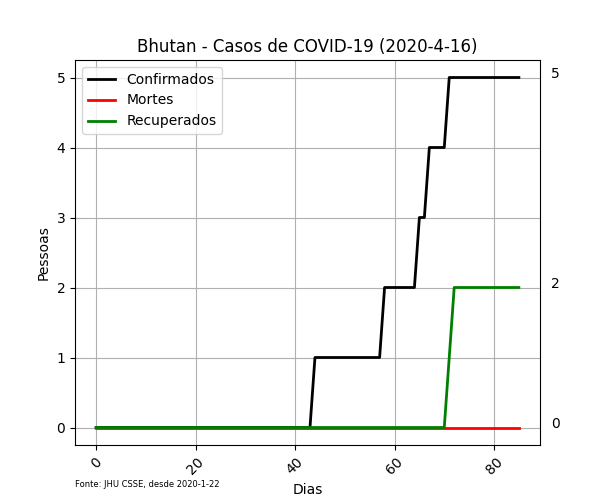 Bhutan - Casos de COVID-19 (2020-4-16)
Confirmados
Mortes
Recuperados
5
4
3
2
1
0
Pessoas
5
2
0
0
20
40
60
80
Dias
Fonte: JHU CSSE, desde 2020-1-22